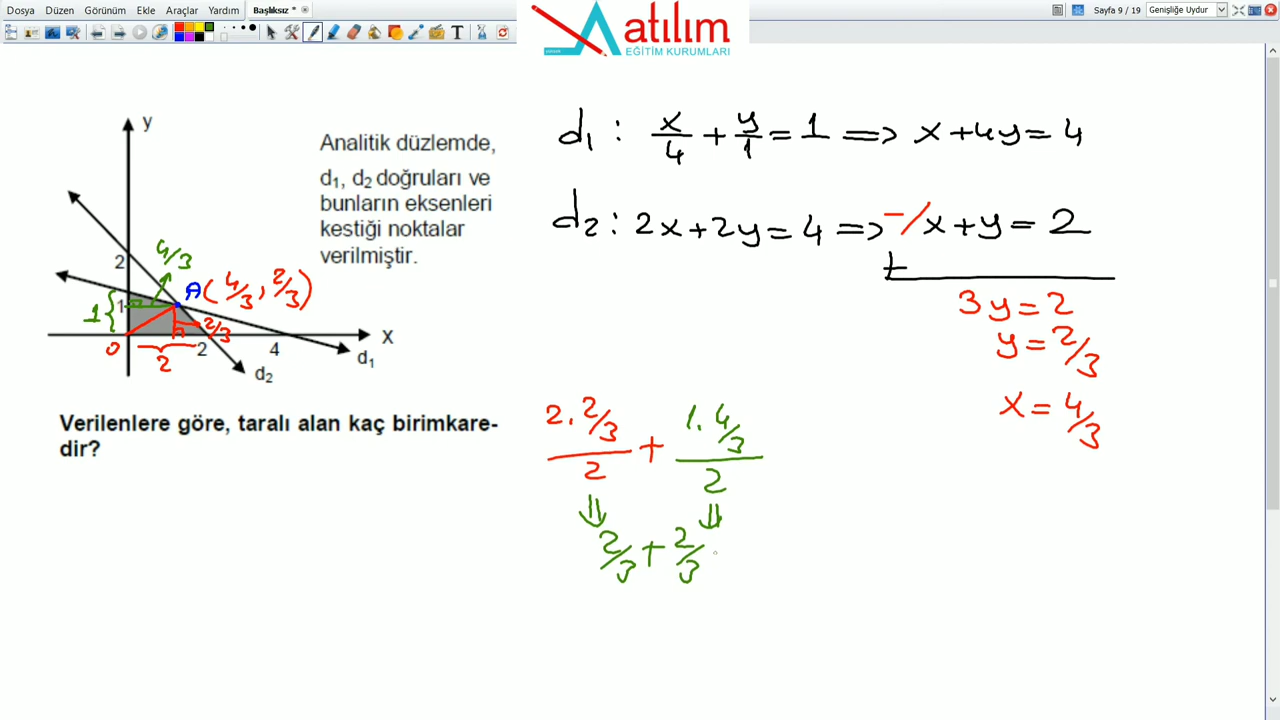 Dosya Düzen Görünüm Ekle Araçlar Yardım Başlıksız * Sayfa 9 / 19 Genişliğe Uydur
atılım
EĞİTİM KURUMLARI
y
2
1
1
4/3
A(4/3, 2/3)
2/3
0
2
2
4
x
d₁
d₂
Analitik düzlemde,
d₁, d₂ doğruları ve
bunların eksenleri
kestiği noktalar
verilmiştir.
Verilenlere göre, taralı alan kaç birimkare-
dir?
d₁ : x/4 + y/1 = 1 ⟹ x+4y=4
d₂ : 2x+2y=4 ⟹ -/ x+y=2
+
3y=2
y=2/3
x=4/3
2 . 2/3 / 2 + 1 . 4/3 / 2
⇓ ⇓
2/3 + 2/3